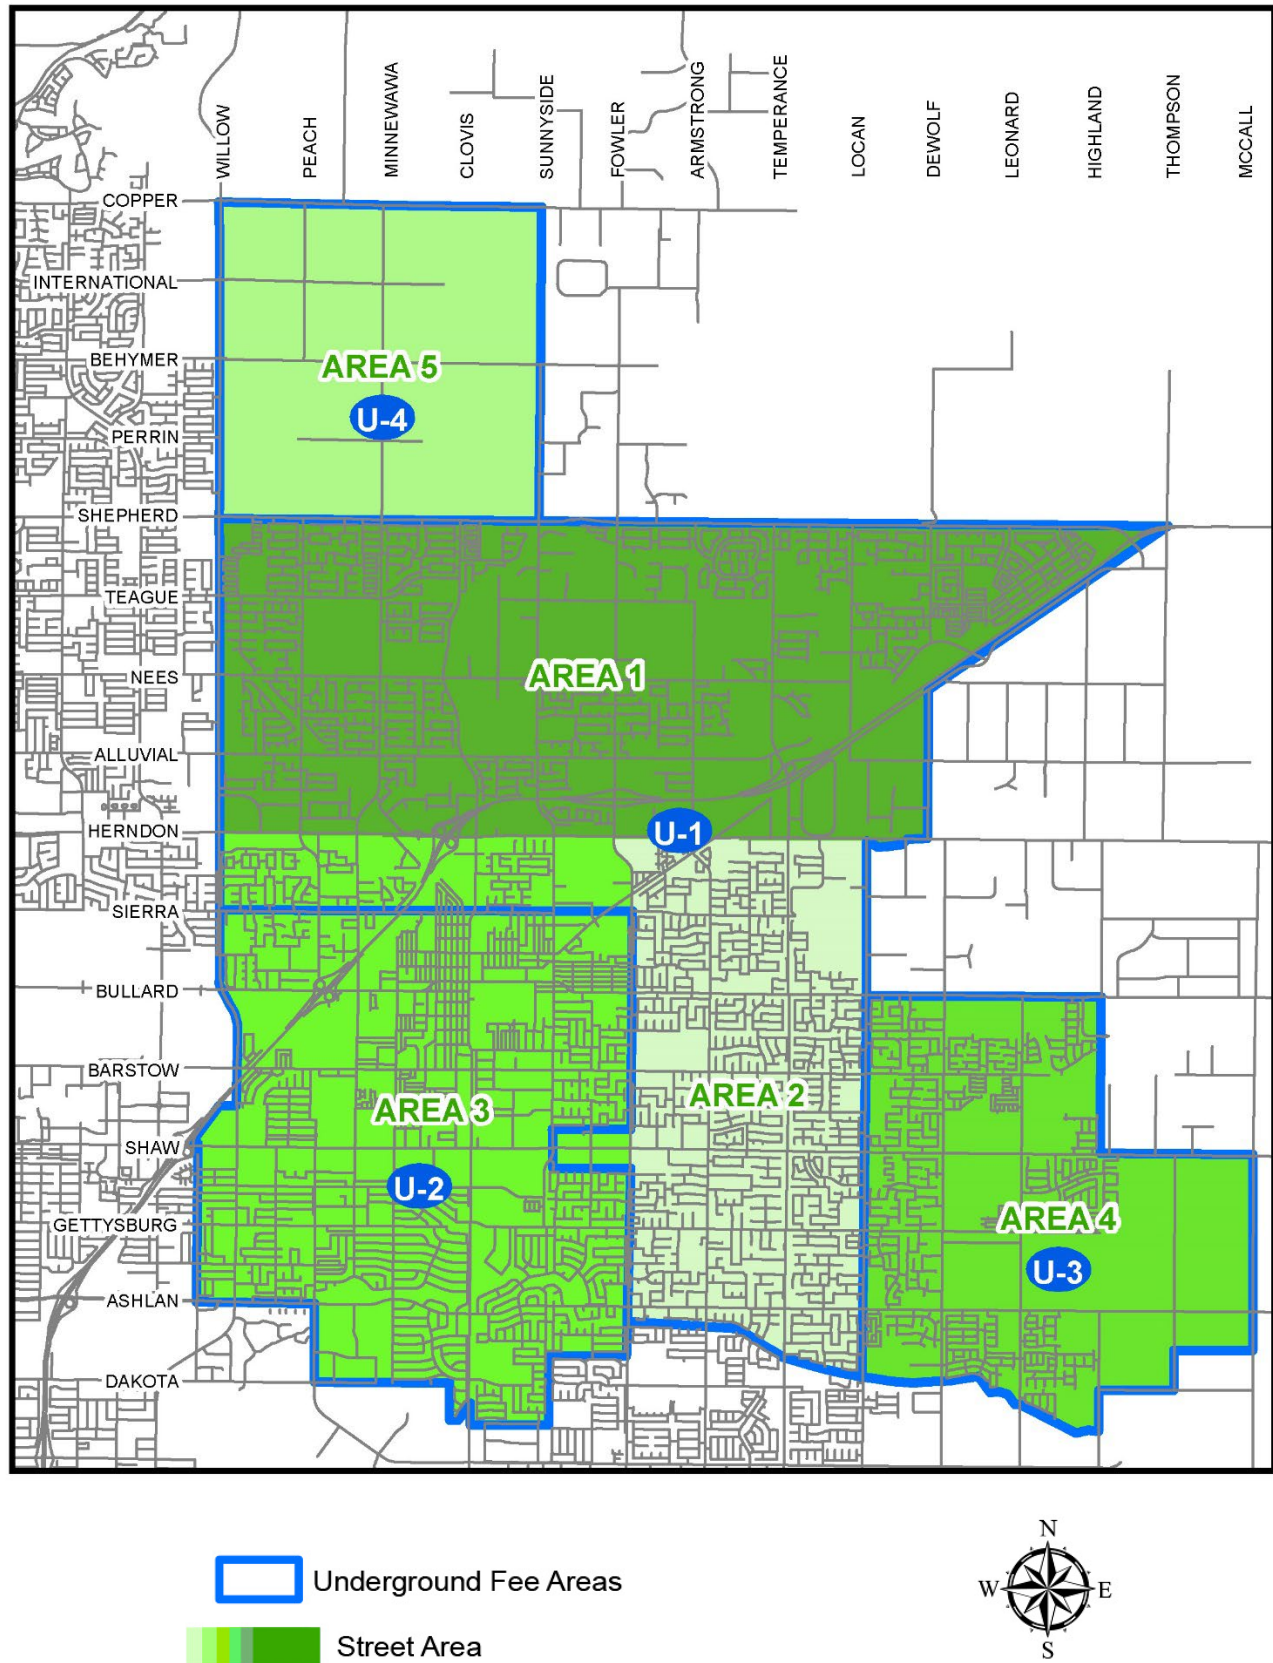 WILLOW
PEACH
MINNEWAWA
CLOVIS
SUNNYSIDE
FOWLER
ARMSTRONG
TEMPERANCE
LOCAN
DEWOLF
LEONARD
HIGHLAND
THOMPSON
MCCALL
COPPER
INTERNATIONAL
BEHYMER
AREA 5
U-4
PERRIN
SHEPHERD
TEAGUE
NEES
AREA 1
ALLUVIAL
HERNDON
U-1
SIERRA
BULLARD
BARSTOW
AREA 2
AREA 3
SHAW
U-2
GETTYSBURG
AREA 4
U-3
ASHLAN
DAKOTA
N
W
E
S
Underground Fee Areas
Street Area